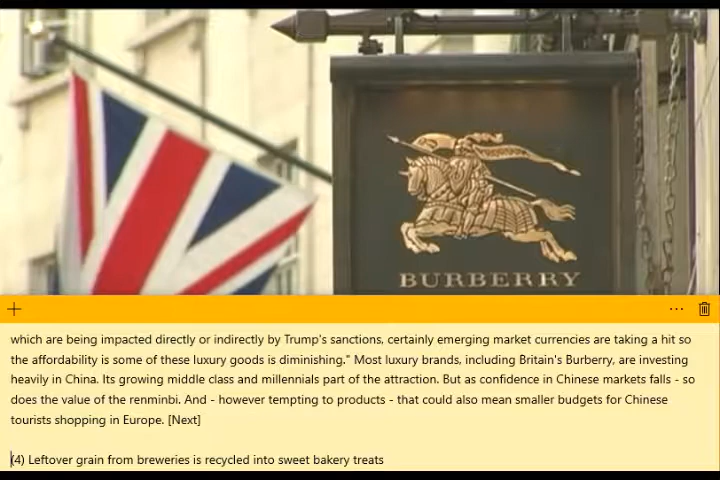 BURBERRY
which are being impacted directly or indirectly by Trump's sanctions, certainly emerging market currencies are taking a hit so
the affordability is some of these luxury goods is diminishing." Most luxury brands, including Britain's Burberry, are investing
heavily in China. Its growing middle class and millennials part of the attraction. But as confidence in Chinese markets falls - so
does the value of the renminbi. And - however tempting to products - that could also mean smaller budgets for Chinese
tourists shopping in Europe. [Next]
(4) Leftover grain from breweries is recycled into sweet bakery treats